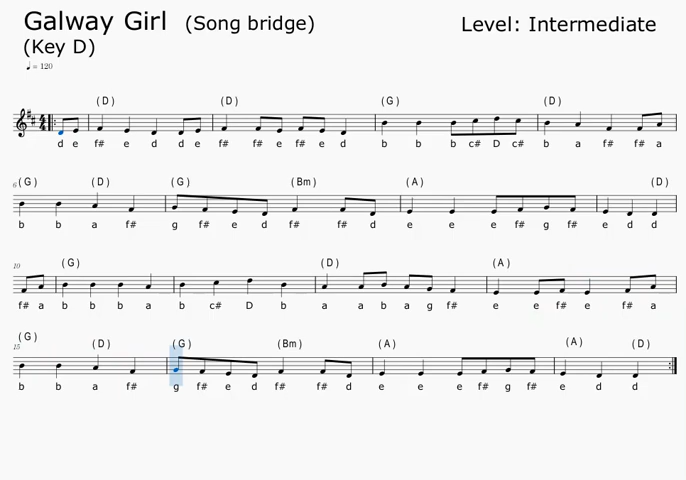 Galway Girl (Song bridge) Level: Intermediate
(Key D)
♩ = 120
(D) (D) (G) (D)
d e f# e d d e f# f# e f# e d b b b c# D c# b a f# f# a
6
(G) (D) (G) (Bm) (A) (D)
b b a f# g f# e d f# f# d e e e f# g f# e d d
10
(G) (D) (A)
f# a b b b a b c# D b a a b a g f# e e f# e f# a
15
(G) (D) (G) (Bm) (A) (A) (D)
b b a f# g f# e d f# f# d e e e f# g f# e d d